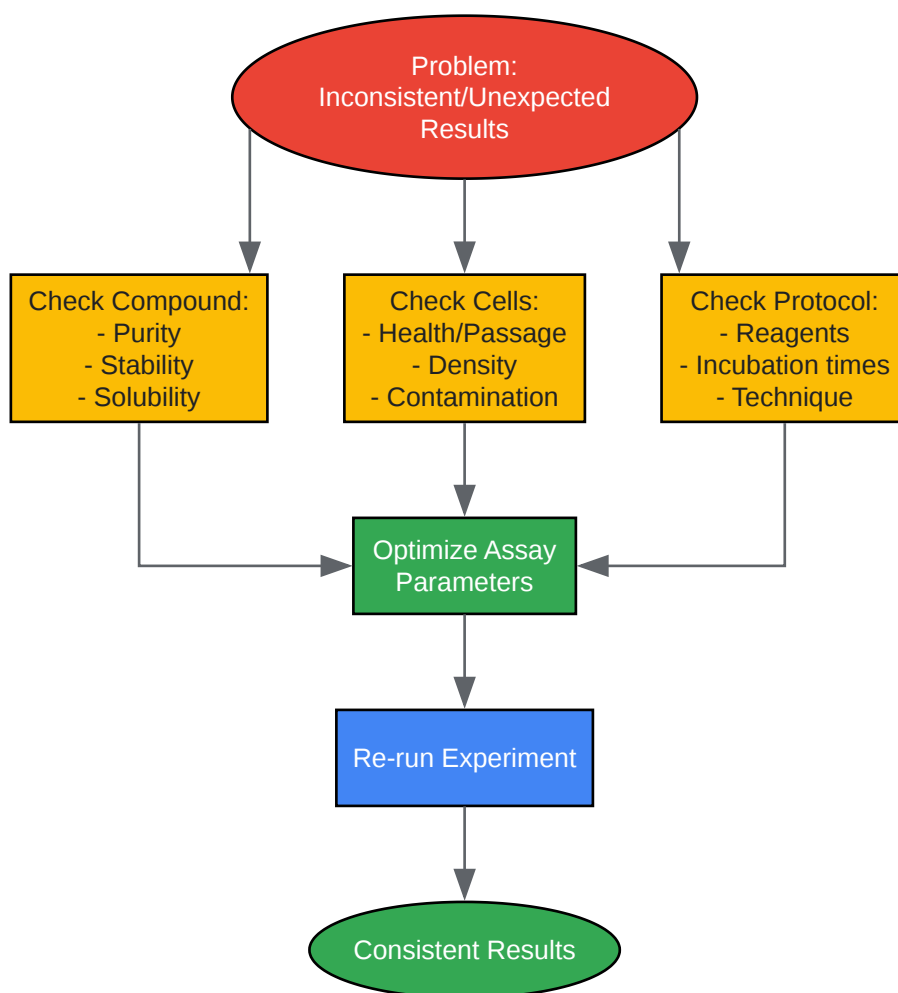 Problem:
Inconsistent/Unexpected
Results
Check Compound:
- Purity
- Stability
- Solubility
Check Cells:
- Health/Passage
- Density
- Contamination
Check Protocol:
- Reagents
- Incubation times
- Technique
Optimize Assay
Parameters
Re-run Experiment
Consistent Results